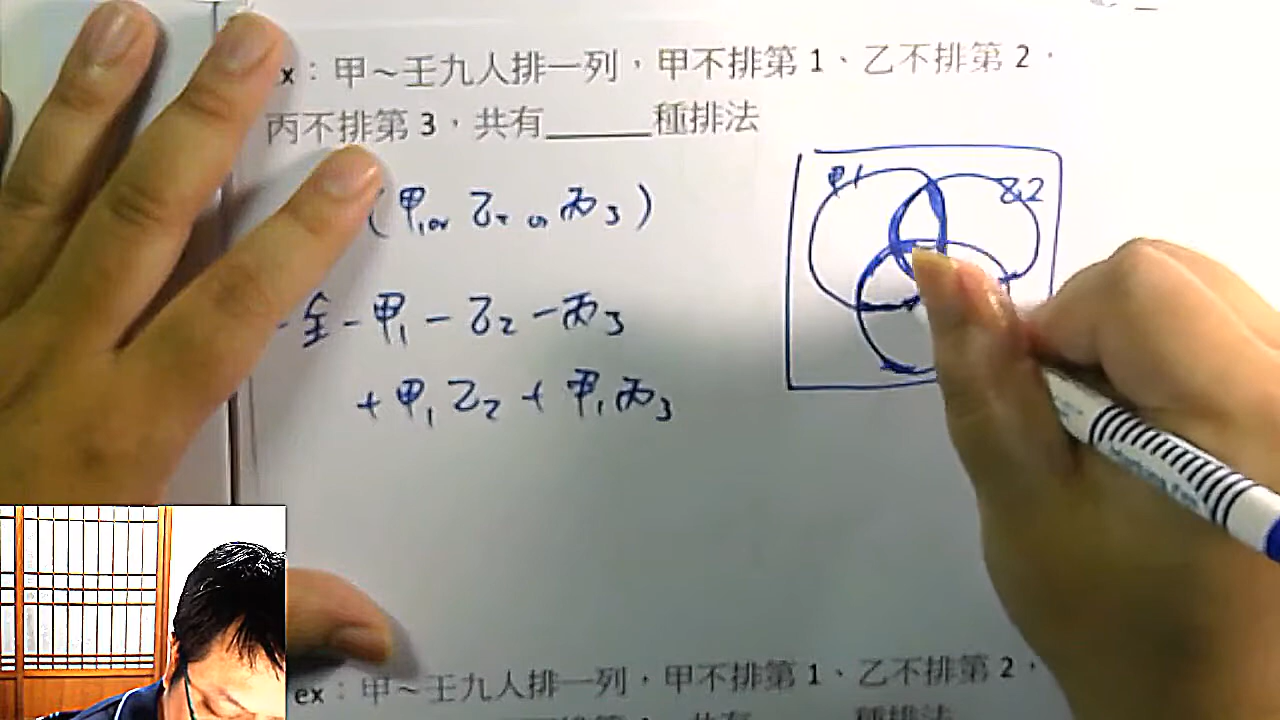 x：甲~壬九人排一列，甲不排第 1、乙不排第 2，
丙不排第 3，共有______種排法
(甲1 or 乙2 or 丙3)
全 - 甲1 - 乙2 - 丙3
+ 甲1 乙2 + 甲1 丙3
甲1
乙2
ex：甲~壬九人排一列，甲不排第 1、乙不排第 2，